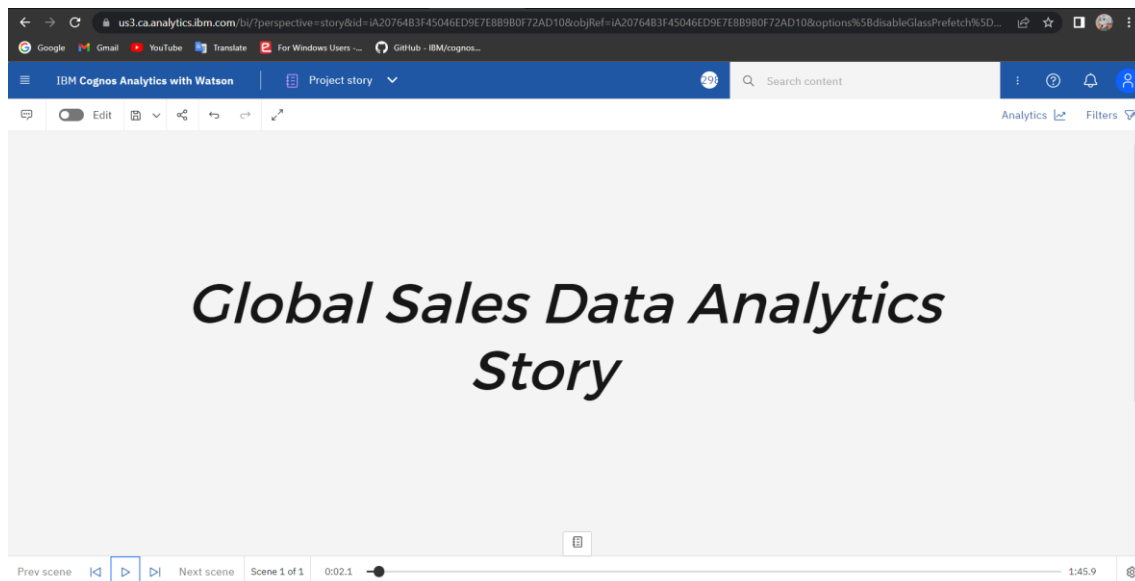 us3.ca.analytics.ibm.com/bi/?perspective=story&id=iA20764B3F45046ED9E7E8B9B0F72AD10&objRef=iA20764B3F45046ED9E7E8B9B0F72AD10&options%5BdisableGlassPrefetch%5D...
Google Gmail YouTube Translate For Windows Users -... GitHub - IBM/cognos...
IBM Cognos Analytics with Watson Project story Search content
Edit Analytics Filters
Global Sales Data Analytics
Story
Prev scene Next scene Scene 1 of 1 0:02.1 1:45.9